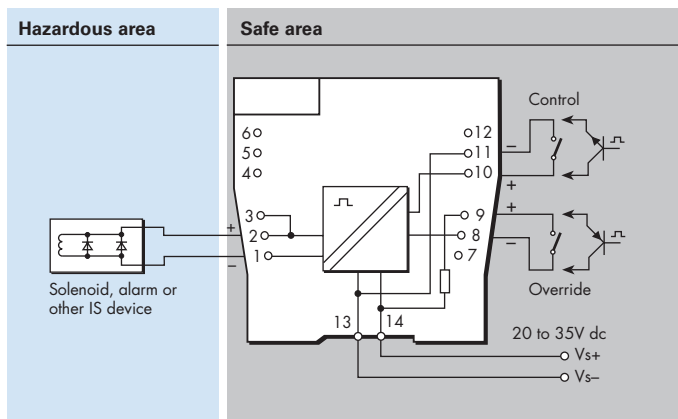 Hazardous area
Safe area
Control
6
5
4
3
2
1
12
11
10
9
8
7
–
+
+
–
+
–
Solenoid, alarm or
other IS device
Override
13
14
20 to 35V dc
Vs+
Vs–